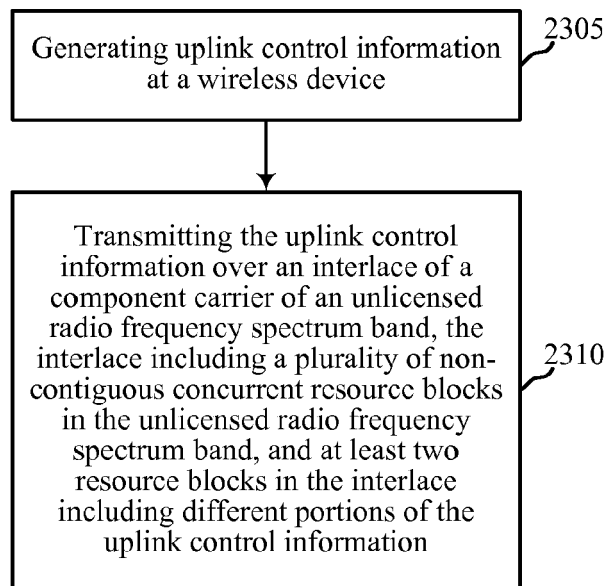 Generating uplink control information
at a wireless device
2305
Transmitting the uplink control
information over an interlace of a
component carrier of an unlicensed
radio frequency spectrum band, the
interlace including a plurality of non-
contiguous concurrent resource blocks
in the unlicensed radio frequency
spectrum band, and at least two
resource blocks in the interlace
including different portions of the
uplink control information
2310